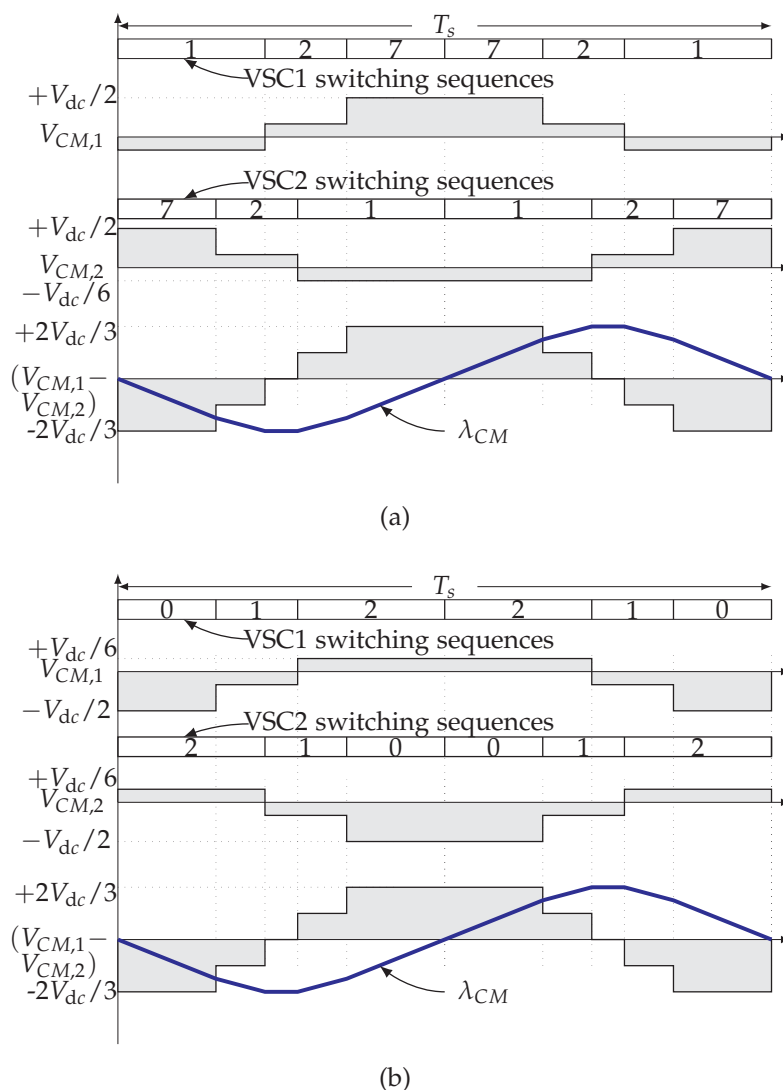 T_s
1 2 7 7 2 1
VSC1 switching sequences
+V_dc/2
V_CM,1
VSC2 switching sequences
7 2 1 1 2 7
+V_dc/2
V_CM,2
−V_dc/6
+2V_dc/3
(V_CM,1−
V_CM,2)
-2V_dc/3
λ_CM
(a)
T_s
0 1 2 2 1 0
VSC1 switching sequences
+V_dc/6
V_CM,1
−V_dc/2
VSC2 switching sequences
2 1 0 0 1 2
+V_dc/6
V_CM,2
−V_dc/2
+2V_dc/3
(V_CM,1−
V_CM,2)
-2V_dc/3
λ_CM
(b)